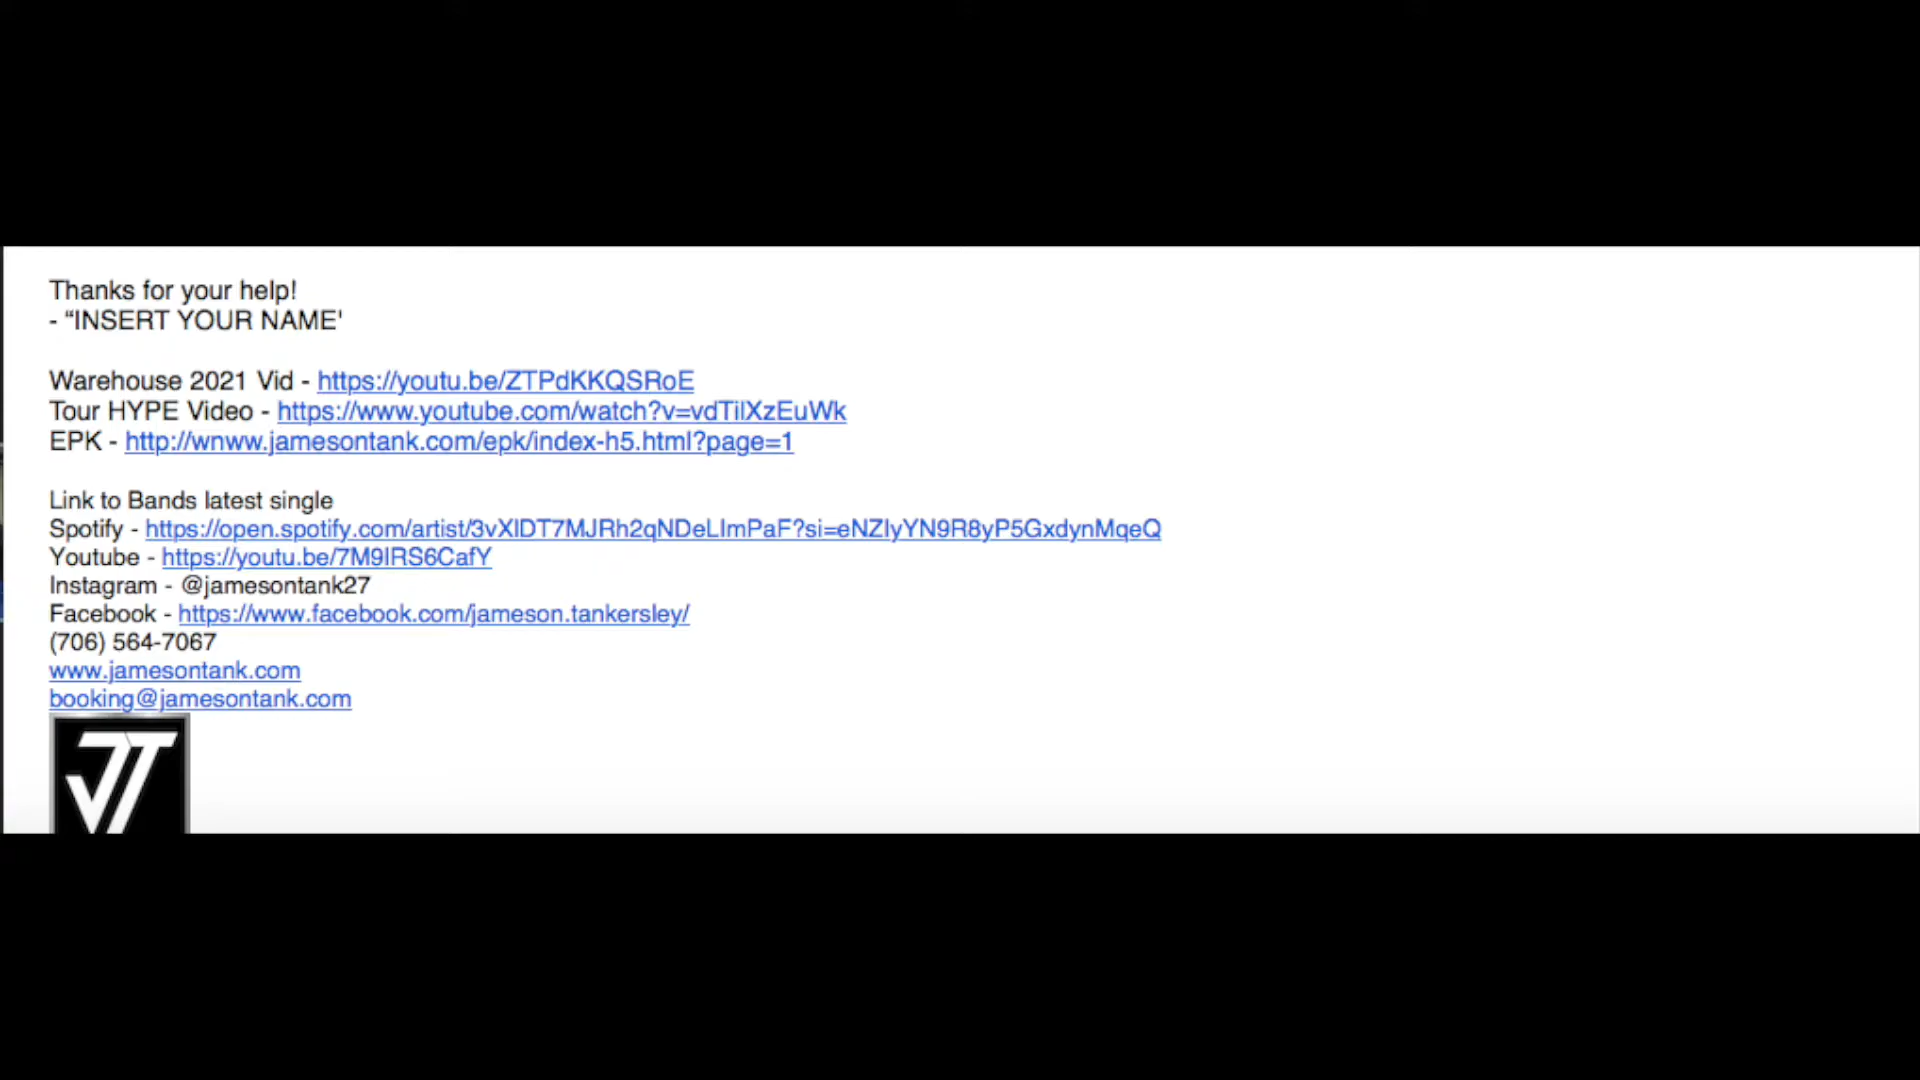 Thanks for your help!
- “INSERT YOUR NAME'
Warehouse 2021 Vid - https://youtu.be/ZTPdKKQSRoE
Tour HYPE Video - https://www.youtube.com/watch?v=vdTilXzEuWk
EPK - http://wnww.jamesontank.com/epk/index-h5.html?page=1
Link to Bands latest single
Spotify - https://open.spotify.com/artist/3vXlDT7MJRh2qNDeLImPaF?si=eNZlyYN9R8yP5GxdynMqeQ
Youtube - https://youtu.be/7M9lRS6CafY
Instagram - @jamesontank27
Facebook - https://www.facebook.com/jameson.tankersley/
(706) 564-7067
www.jamesontank.com
booking@jamesontank.com
JT